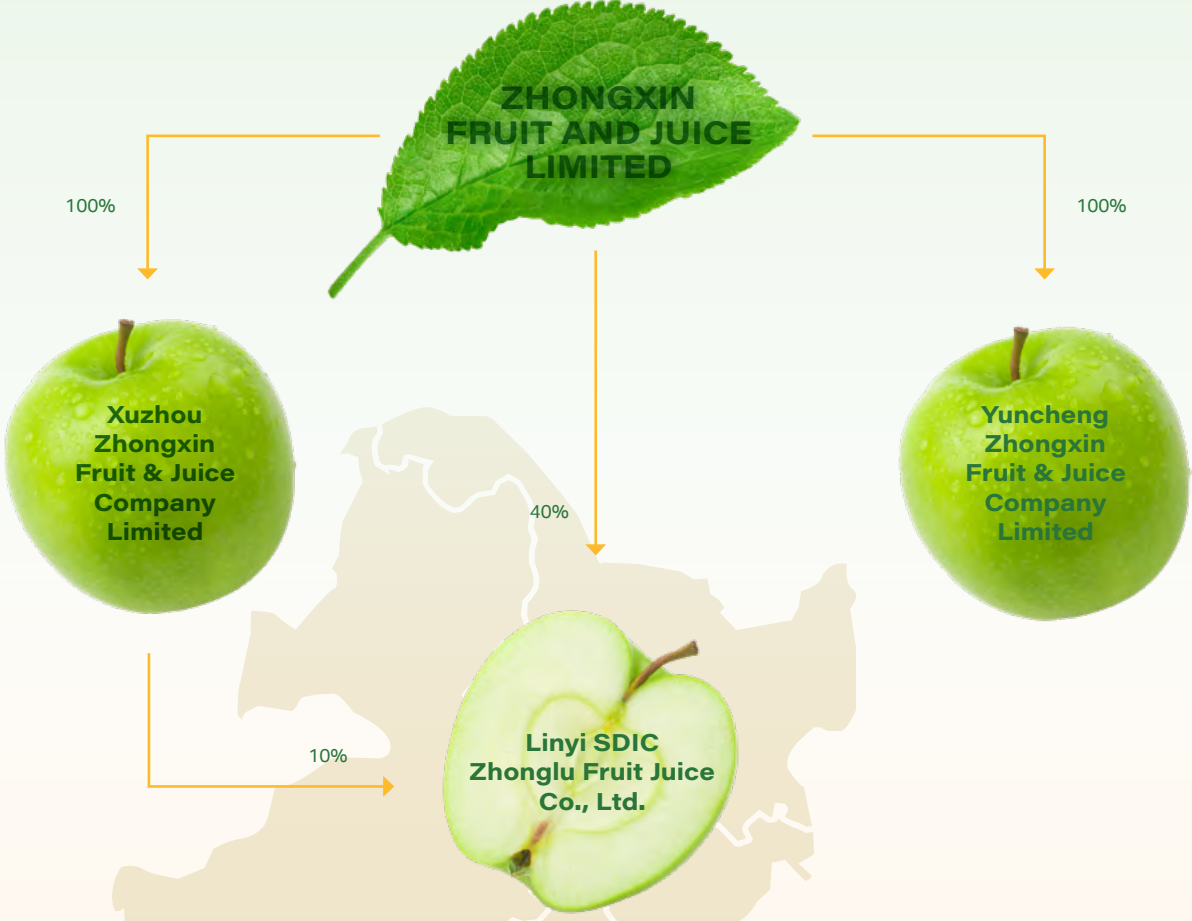 ZHONGXIN
FRUIT AND JUICE
LIMITED
100%
100%
Xuzhou
Zhongxin
Fruit & Juice
Company
Limited
Yuncheng
Zhongxin
Fruit & Juice
Company
Limited
40%
10%
Linyi SDIC
Zhonglu Fruit Juice
Co., Ltd.